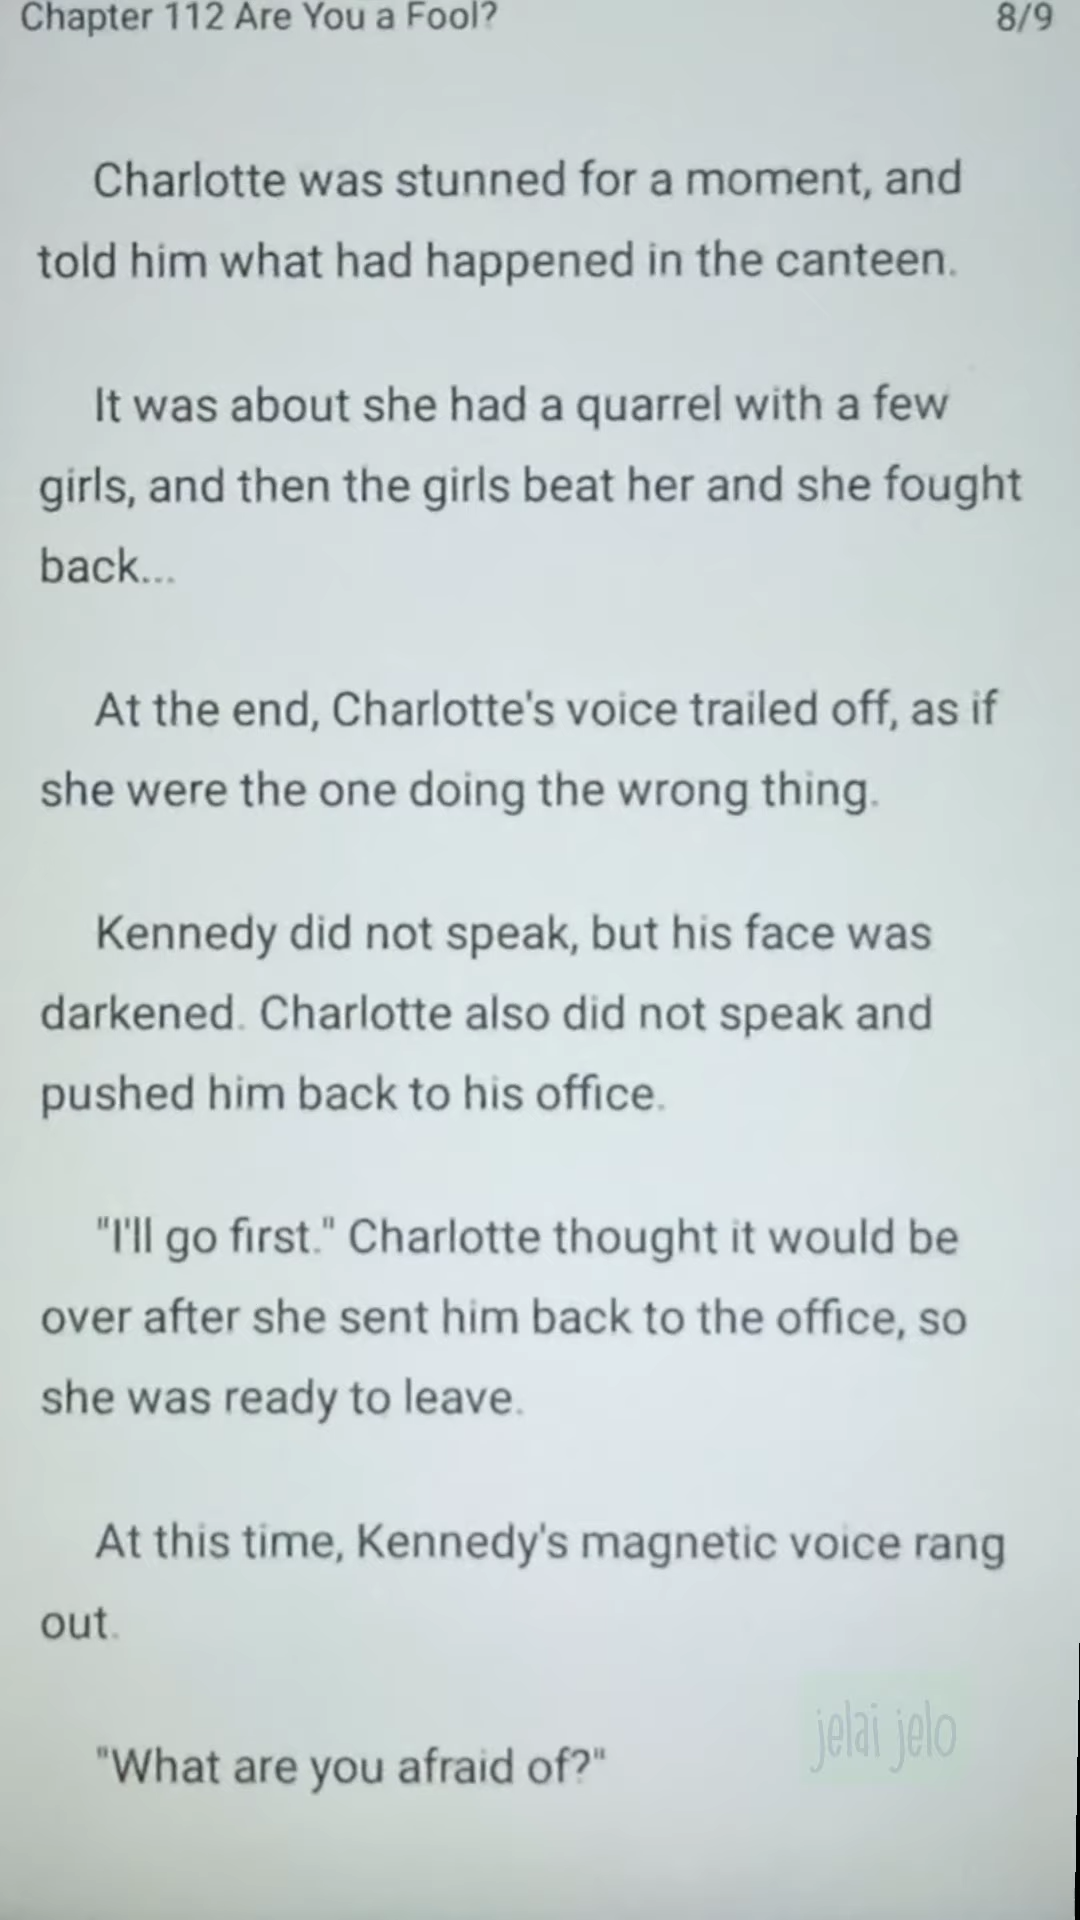 Chapter 112 Are You a Fool? 8/9
Charlotte was stunned for a moment, and
told him what had happened in the canteen.
It was about she had a quarrel with a few
girls, and then the girls beat her and she fought
back...
At the end, Charlotte's voice trailed off, as if
she were the one doing the wrong thing.
Kennedy did not speak, but his face was
darkened. Charlotte also did not speak and
pushed him back to his office.
"I'll go first." Charlotte thought it would be
over after she sent him back to the office, so
she was ready to leave.
At this time, Kennedy's magnetic voice rang
out.
"What are you afraid of?"
jelai jelo